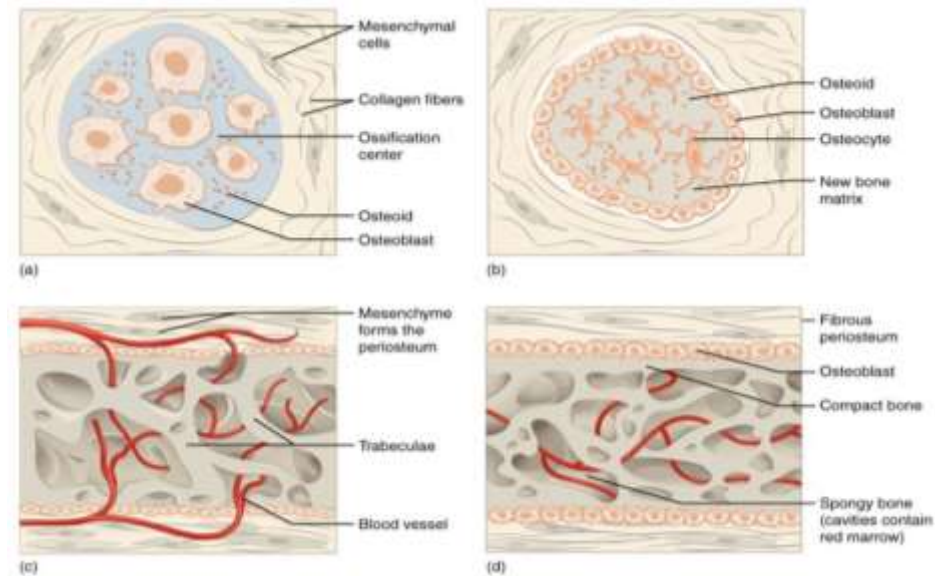 Mesenchymal
cells
Collagen fibers
Ossification
center
Osteoid
Osteoblast
(a)
Osteoid
Osteoblast
Osteocyte
New bone
matrix
(b)
Mesenchyme
forms the
periosteum
Trabeculae
Blood vessel
(c)
Fibrous
periosteum
Osteoblast
Compact bone
Spongy bone
(cavities contain
red marrow)
(d)